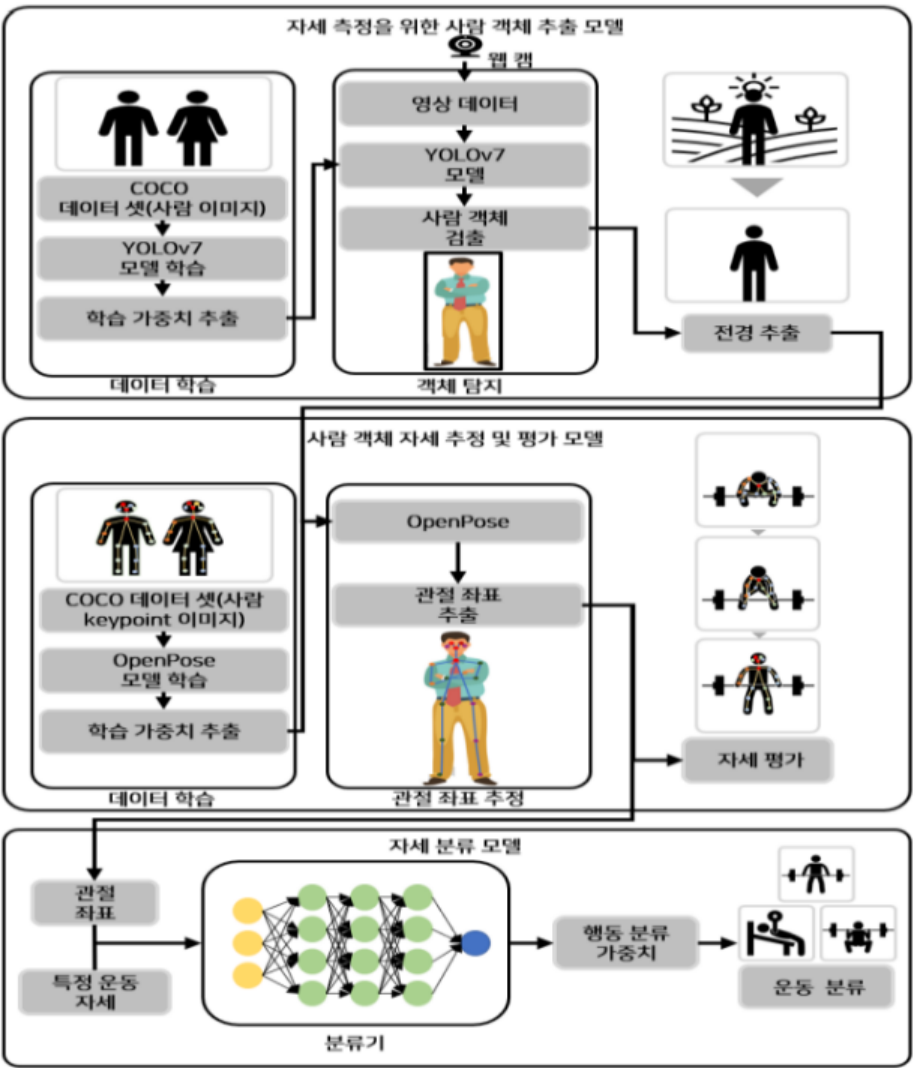 자세 측정을 위한 사람 객체 추출 모델
웹 캠
COCO
데이터 셋(사람 이미지)
YOLOv7
모델 학습
학습 가중치 추출
데이터 학습
영상 데이터
YOLOv7
모델
사람 객체
검출
객체 탐지
전경 추출
사람 객체 자세 추정 및 평가 모델
COCO 데이터 셋(사람
keypoint 이미지)
OpenPose
모델 학습
학습 가중치 추출
데이터 학습
OpenPose
관절 좌표
추출
관절 좌표 추정
자세 평가
자세 분류 모델
관절
좌표
특정 운동
자세
분류기
행동 분류
가중치
운동 분류